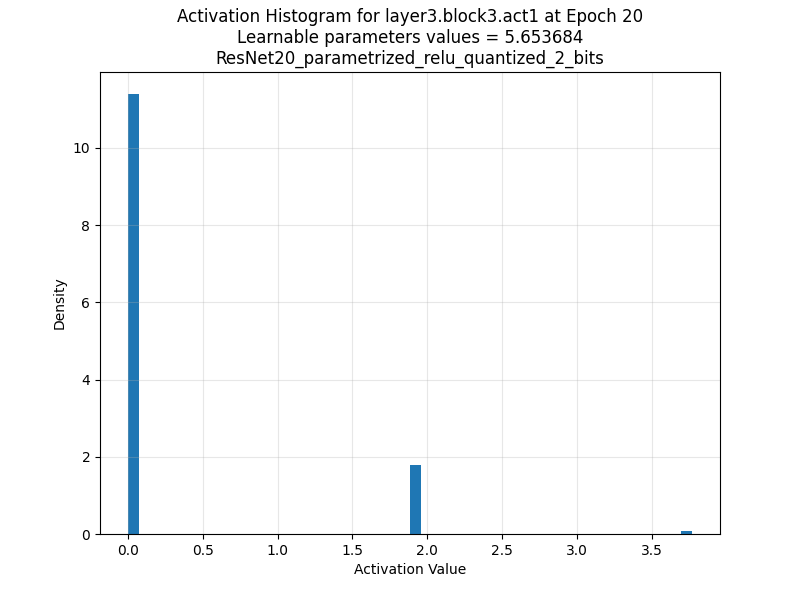 Activation Histogram for layer3.block3.act1 at Epoch 20
Learnable parameters values = 5.653684
ResNet20_parametrized_relu_quantized_2_bits
10
8
6
4
2
0
Density
0.0 0.5 1.0 1.5 2.0 2.5 3.0 3.5
Activation Value